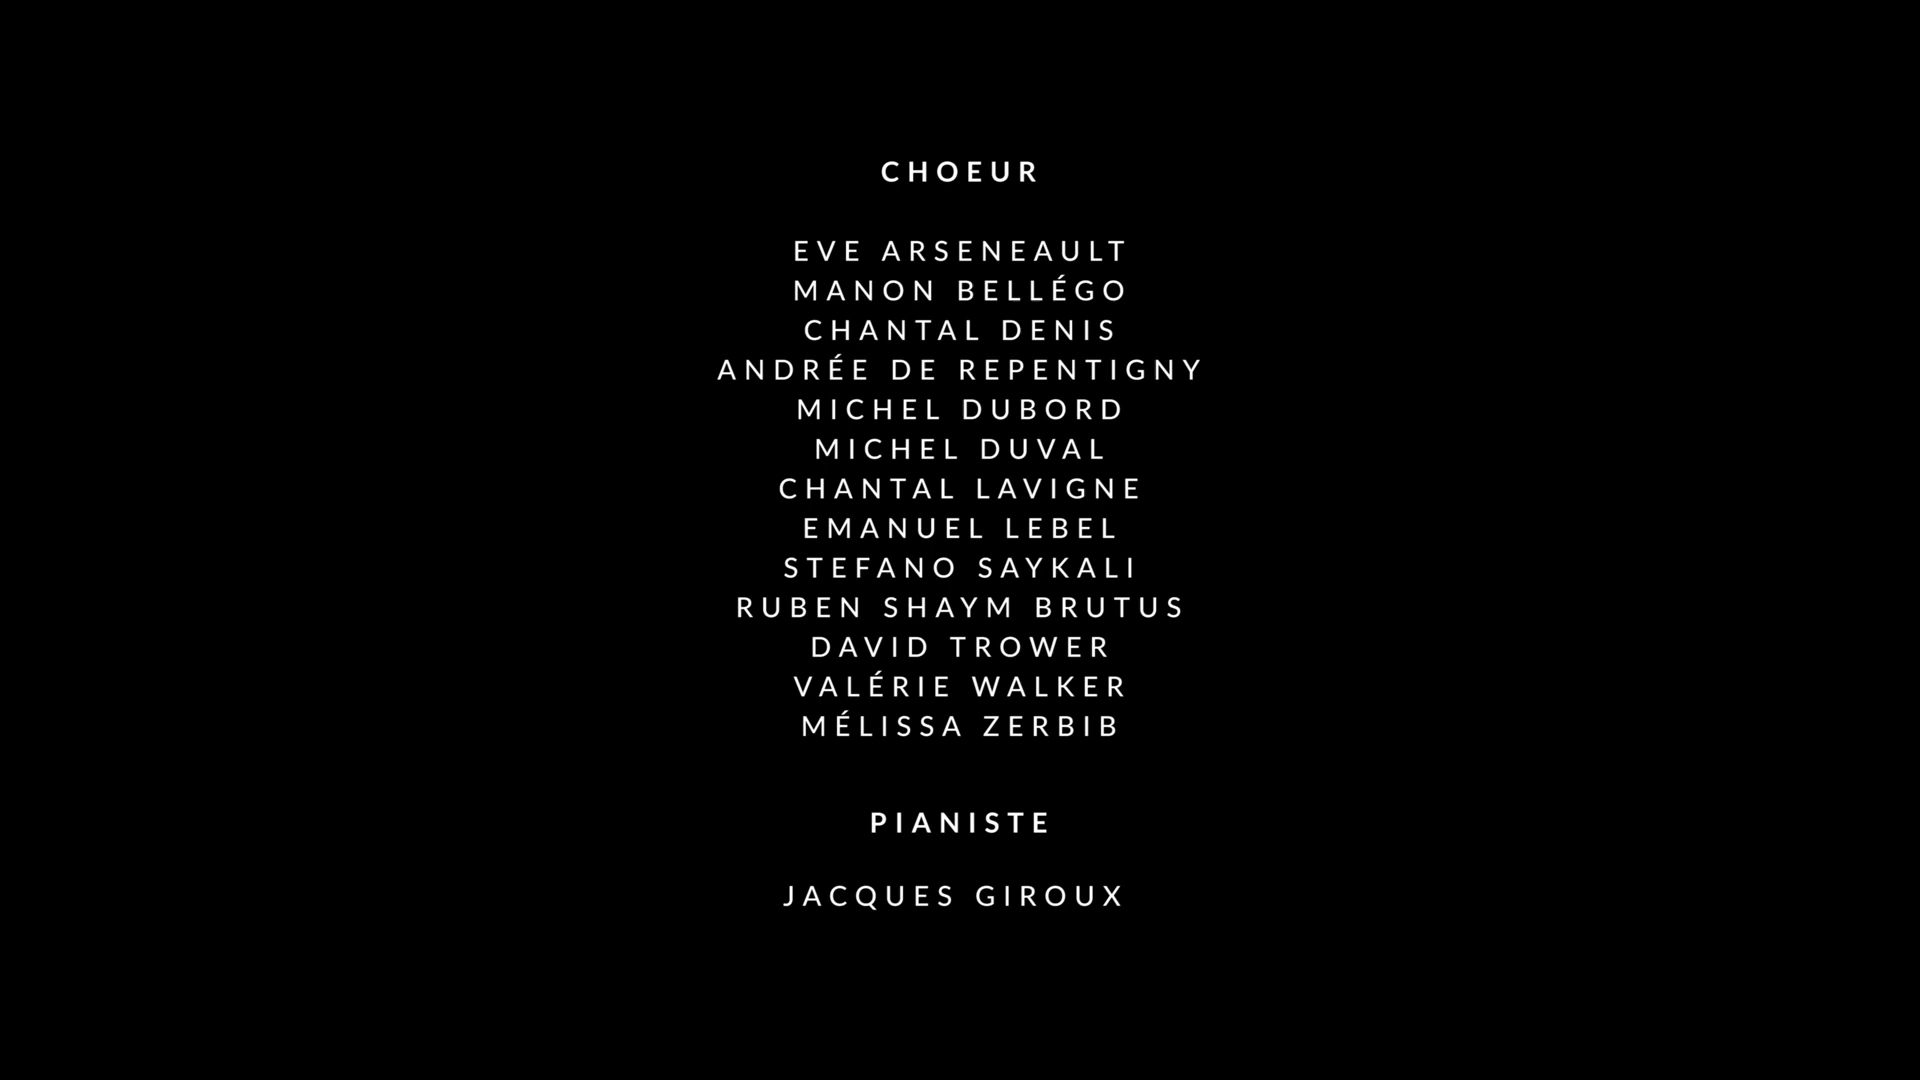 CHOEUR
EVE ARSENEAULT
MANON BELLÉGO
CHANTAL DENIS
ANDRÉE DE REPENTIGNY
MICHEL DUBORD
MICHEL DUVAL
CHANTAL LAVIGNE
EMANUEL LEBEL
STEFANO SAYKALI
RUBEN SHAYM BRUTUS
DAVID TROWER
VALÉRIE WALKER
MÉLISSA ZERBIB
PIANISTE
JACQUES GIROUX